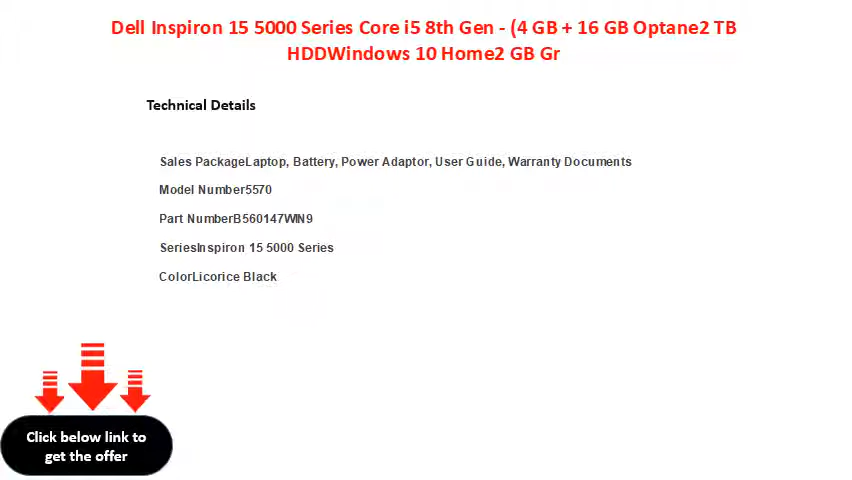 Dell Inspiron 15 5000 Series Core i5 8th Gen - (4 GB + 16 GB Optane2 TB
HDDWindows 10 Home2 GB Gr
Technical Details
Sales PackageLaptop, Battery, Power Adaptor, User Guide, Warranty Documents
Model Number5570
Part NumberB560147WIN9
SeriesInspiron 15 5000 Series
ColorLicorice Black
Click below link to
get the offer